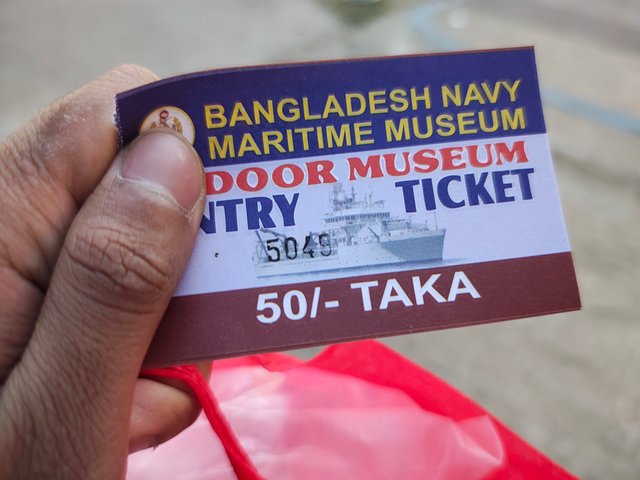 BANGLADESH NAVY
MARITIME MUSEUM
DOOR MUSEUM
NTRY TICKET
5049
50/- TAKA